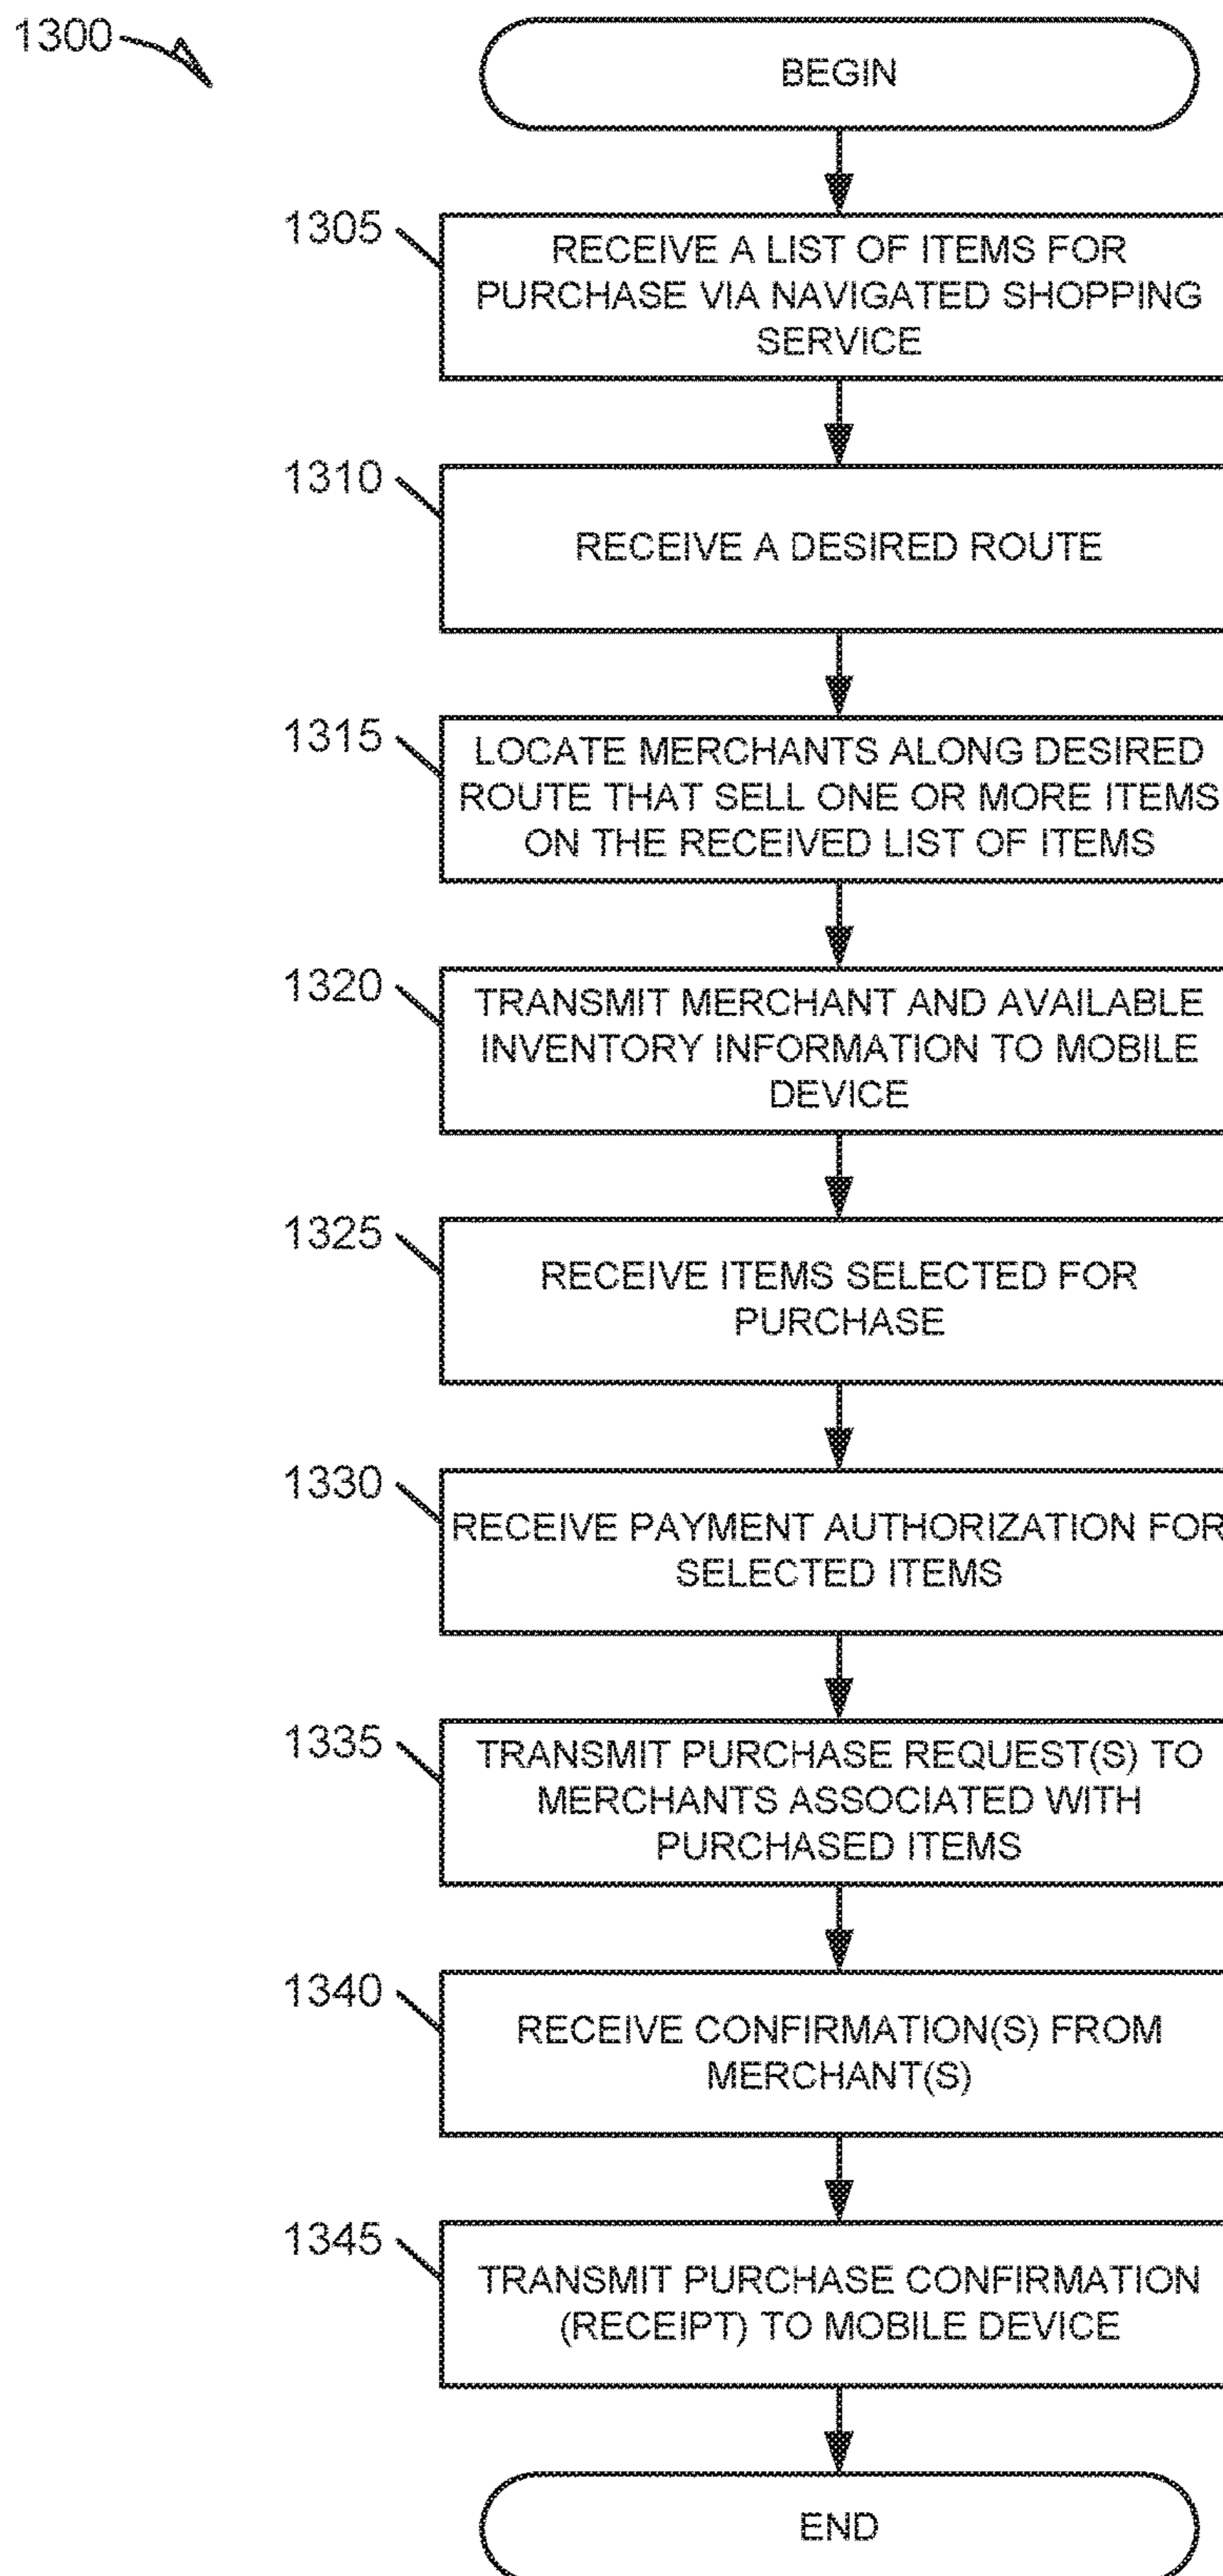 1300
BEGIN
1305
RECEIVE A LIST OF ITEMS FOR
PURCHASE VIA NAVIGATED SHOPPING
SERVICE
1310
RECEIVE A DESIRED ROUTE
1315
LOCATE MERCHANTS ALONG DESIRED
ROUTE THAT SELL ONE OR MORE ITEMS
ON THE RECEIVED LIST OF ITEMS
1320
TRANSMIT MERCHANT AND AVAILABLE
INVENTORY INFORMATION TO MOBILE
DEVICE
1325
RECEIVE ITEMS SELECTED FOR
PURCHASE
1330
RECEIVE PAYMENT AUTHORIZATION FOR
SELECTED ITEMS
1335
TRANSMIT PURCHASE REQUEST(S) TO
MERCHANTS ASSOCIATED WITH
PURCHASED ITEMS
1340
RECEIVE CONFIRMATION(S) FROM
MERCHANT(S)
1345
TRANSMIT PURCHASE CONFIRMATION
(RECEIPT) TO MOBILE DEVICE
END